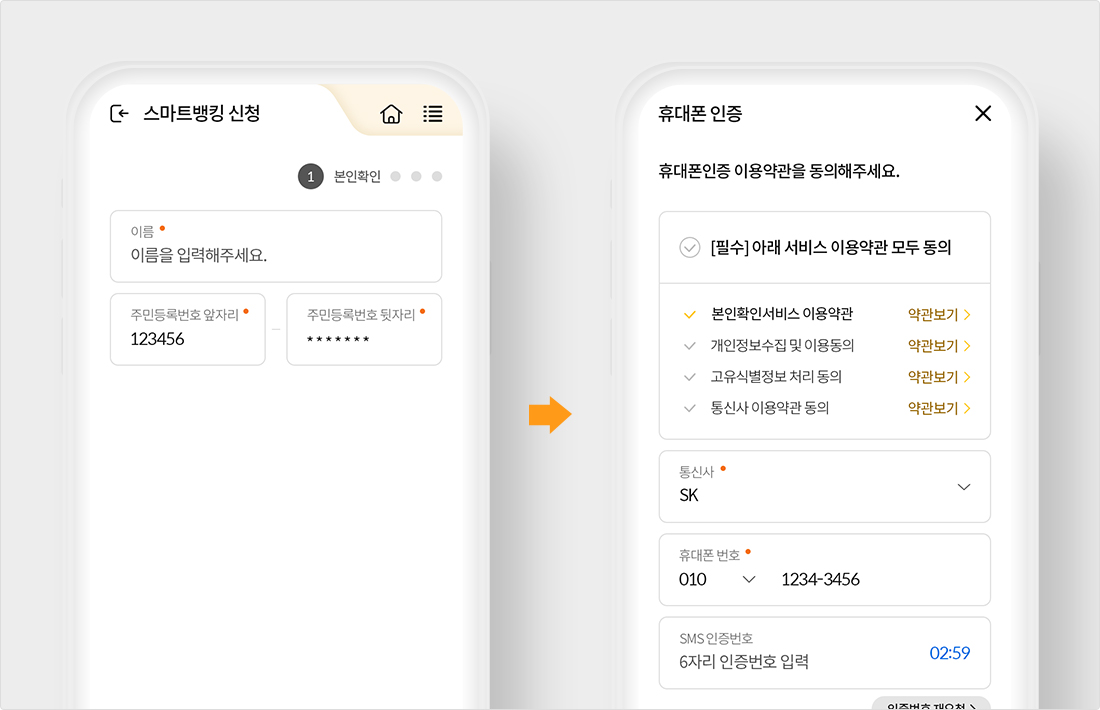 스마트뱅킹 신청
1 본인확인
이름
이름을 입력해주세요.
주민등록번호 앞자리
123456
–
주민등록번호 뒷자리
*******
휴대폰 인증
휴대폰인증 이용약관을 동의해주세요.
[필수] 아래 서비스 이용약관 모두 동의
본인확인서비스 이용약관 약관보기
개인정보수집 및 이용동의 약관보기
고유식별정보 처리 동의 약관보기
통신사 이용약관 동의 약관보기
통신사
SK
휴대폰 번호
010 1234-3456
SMS 인증번호
6자리 인증번호 입력 02:59
인증번호 재요청